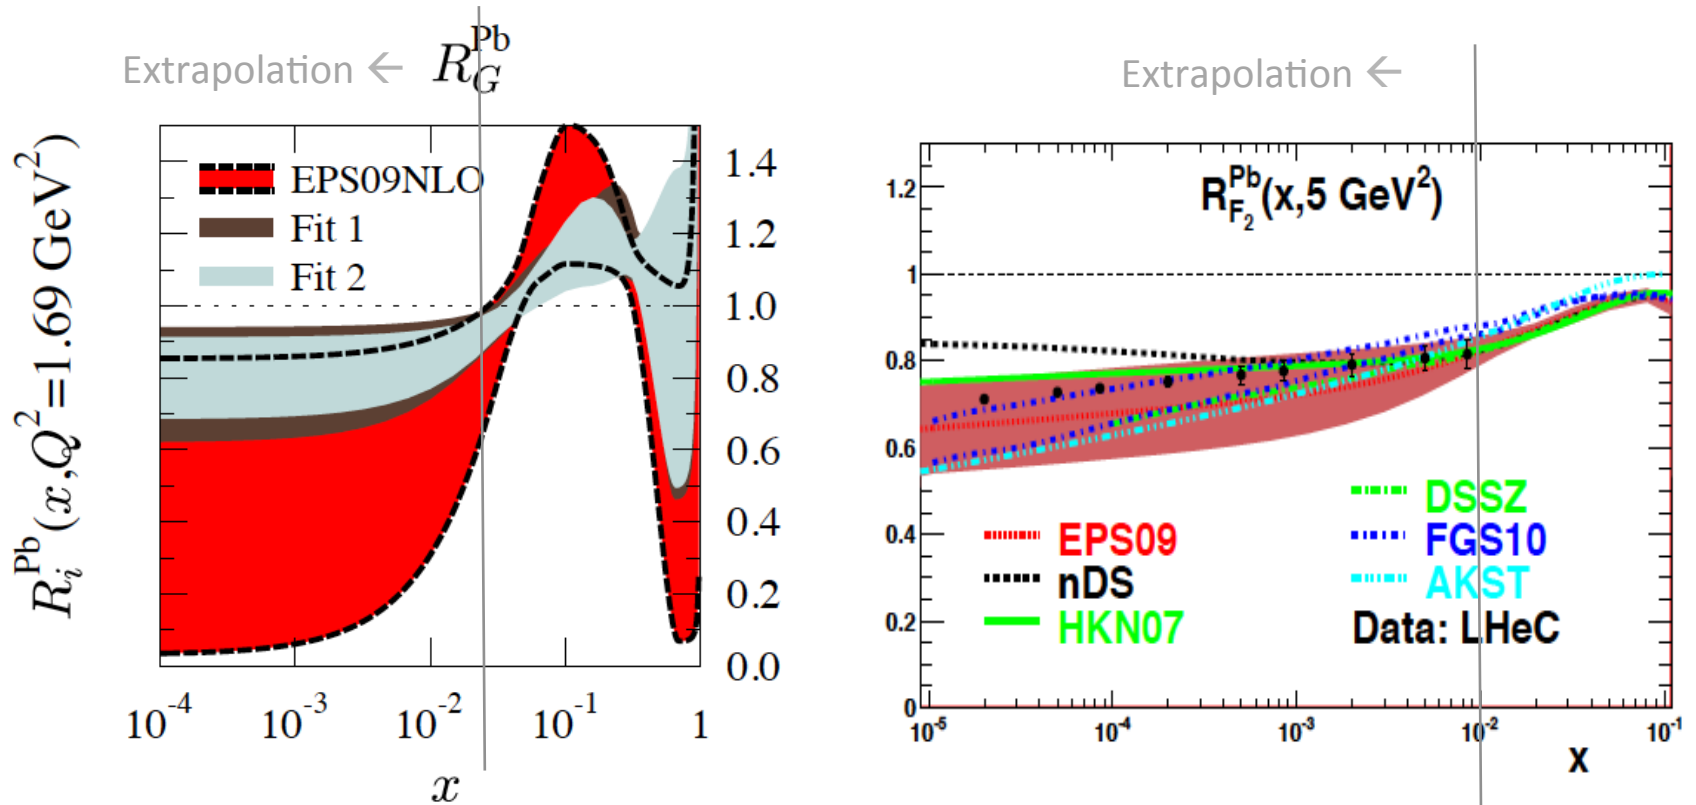 Extrapolation ←
R_G^Pb
R_i^Pb(x,Q^2=1.69 GeV^2)
EPS09NLO
Fit 1
Fit 2
1.4
1.2
1.0
0.8
0.6
0.4
0.2
0.0
10^-4 10^-3 10^-2 10^-1 1
x
Extrapolation ←
R_F2^Pb(x,5 GeV^2)
1.2
1
0.8
0.6
0.4
0.2
0
EPS09
nDS
HKN07
DSSZ
FGS10
AKST
Data: LHeC
10^-5 10^-4 10^-3 10^-2 10^-1
x